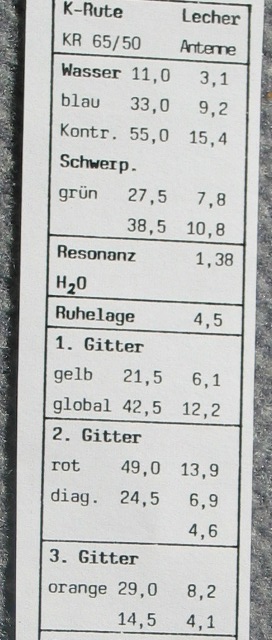 K-Rute Lecher
KR 65/50 Antenne
Wasser 11,0 3,1
blau 33,0 9,2
Kontr. 55,0 15,4
Schwerp.
grün 27,5 7,8
38,5 10,8
Resonanz 1,38
H₂O
Ruhelage 4,5
1. Gitter
gelb 21,5 6,1
global 42,5 12,2
2. Gitter
rot 49,0 13,9
diag. 24,5 6,9
4,6
3. Gitter
orange 29,0 8,2
14,5 4,1